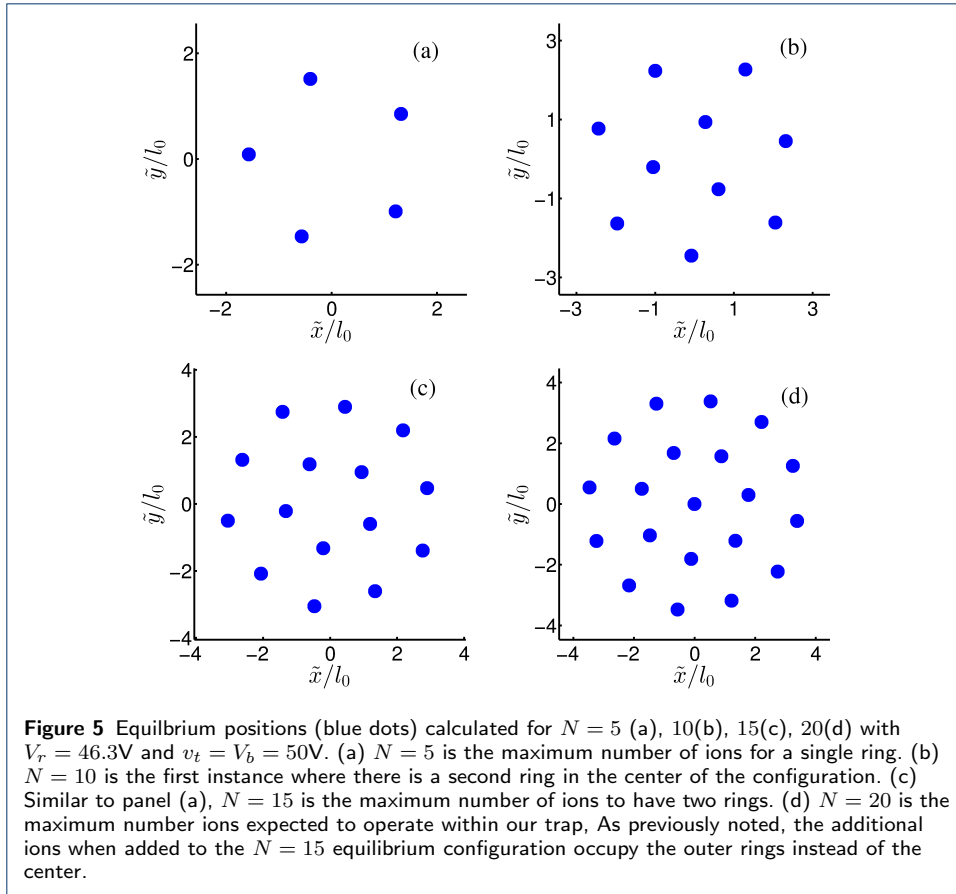 (a)
2
0
−2
ỹ/l₀
−2
0
2
x̃/l₀
(b)
3
1
−1
−3
ỹ/l₀
−3
−1
1
3
x̃/l₀
(c)
4
2
0
−2
−4
ỹ/l₀
−4
−2
0
2
4
x̃/l₀
(d)
4
2
0
−2
−4
ỹ/l₀
−4
−2
0
2
4
x̃/l₀
Figure 5 Equilbrium positions (blue dots) calculated for N = 5 (a), 10(b), 15(c), 20(d) with
Vᵣ = 46.3V and vₜ = V_b = 50V. (a) N = 5 is the maximum number of ions for a single ring. (b)
N = 10 is the first instance where there is a second ring in the center of the configuration. (c)
Similar to panel (a), N = 15 is the maximum number of ions to have two rings. (d) N = 20 is the
maximum number ions expected to operate within our trap, As previously noted, the additional
ions when added to the N = 15 equilibrium configuration occupy the outer rings instead of the
center.